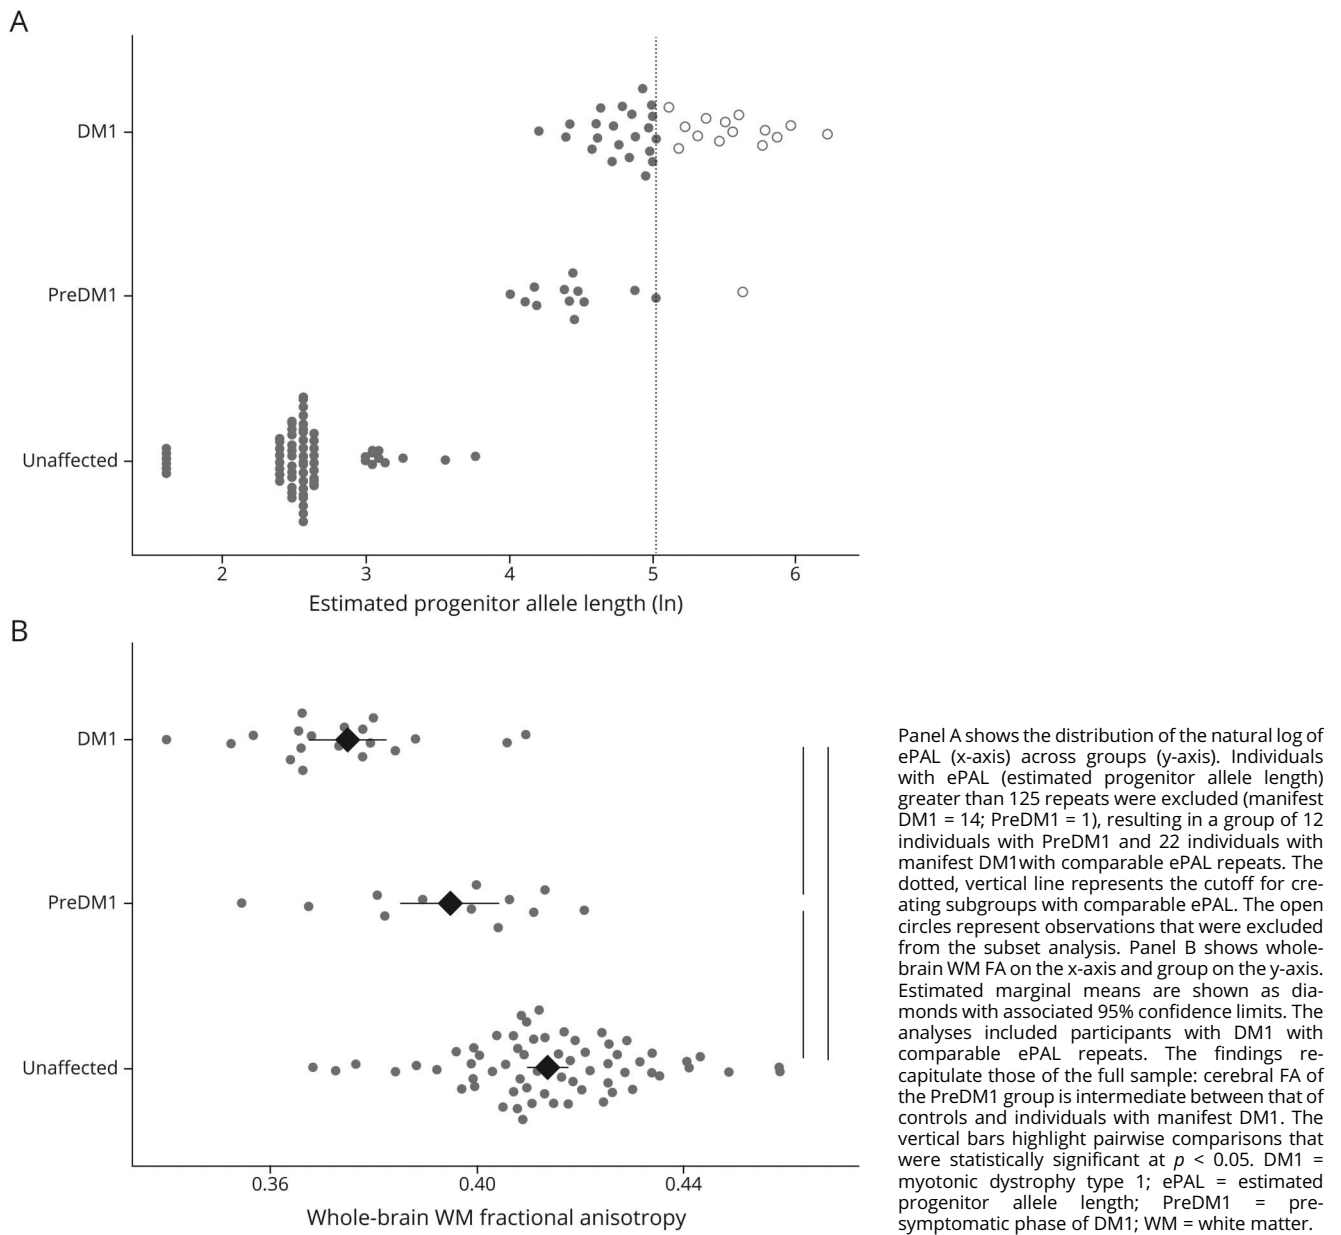 A
DM1
PreDM1
Unaffected
2 3 4 5 6
Estimated progenitor allele length (ln)
B
DM1
PreDM1
Unaffected
0.36 0.40 0.44
Whole-brain WM fractional anisotropy
Panel A shows the distribution of the natural log of
ePAL (x-axis) across groups (y-axis). Individuals
with ePAL (estimated progenitor allele length)
greater than 125 repeats were excluded (manifest
DM1 = 14; PreDM1 = 1), resulting in a group of 12
individuals with PreDM1 and 22 individuals with
manifest DM1with comparable ePAL repeats. The
dotted, vertical line represents the cutoff for cre-
ating subgroups with comparable ePAL. The open
circles represent observations that were excluded
from the subset analysis. Panel B shows whole-
brain WM FA on the x-axis and group on the y-axis.
Estimated marginal means are shown as dia-
monds with associated 95% confidence limits. The
analyses included participants with DM1 with
comparable ePAL repeats. The findings re-
capitulate those of the full sample: cerebral FA of
the PreDM1 group is intermediate between that of
controls and individuals with manifest DM1. The
vertical bars highlight pairwise comparisons that
were statistically significant at p < 0.05. DM1 =
myotonic dystrophy type 1; ePAL = estimated
progenitor allele length; PreDM1 = pre-
symptomatic phase of DM1; WM = white matter.